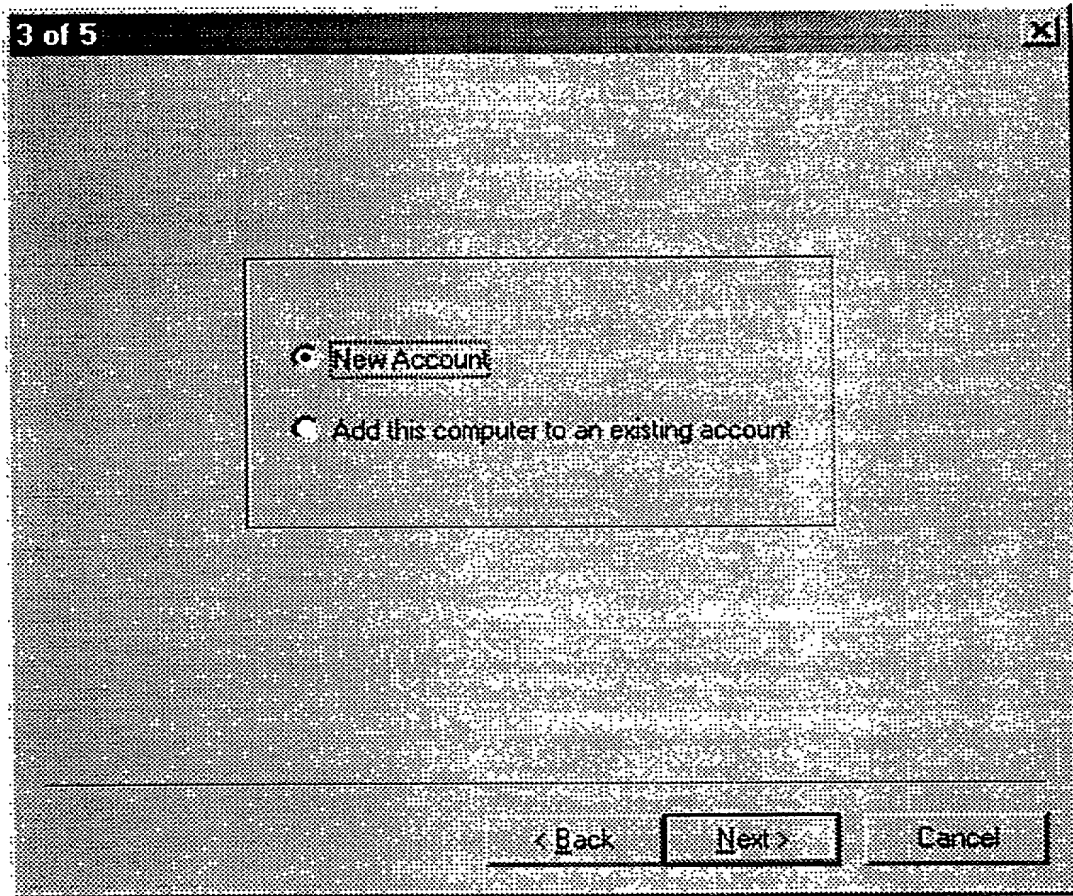 3 of 5
New Account
Add this computer to an existing account
< Back Next > Cancel